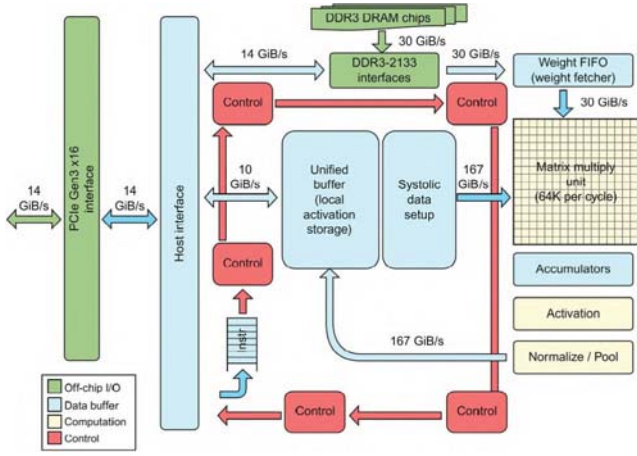 DDR3 DRAM chips
30 GiB/s
14 GiB/s
DDR3-2133
interfaces
30 GiB/s
Weight FIFO
(weight fetcher)
30 GiB/s
Control
Control
Matrix multiply
unit
(64K per cycle)
14
GiB/s
PCIe Gen3 x16
interface
14
GiB/s
Host interface
10
GiB/s
Unified
buffer
(local
activation
storage)
Systolic
data
setup
167
GiB/s
Control
Accumulators
Activation
Instr
167 GiB/s
Normalize / Pool
Off-chip I/O
Data buffer
Computation
Control
Control
Control